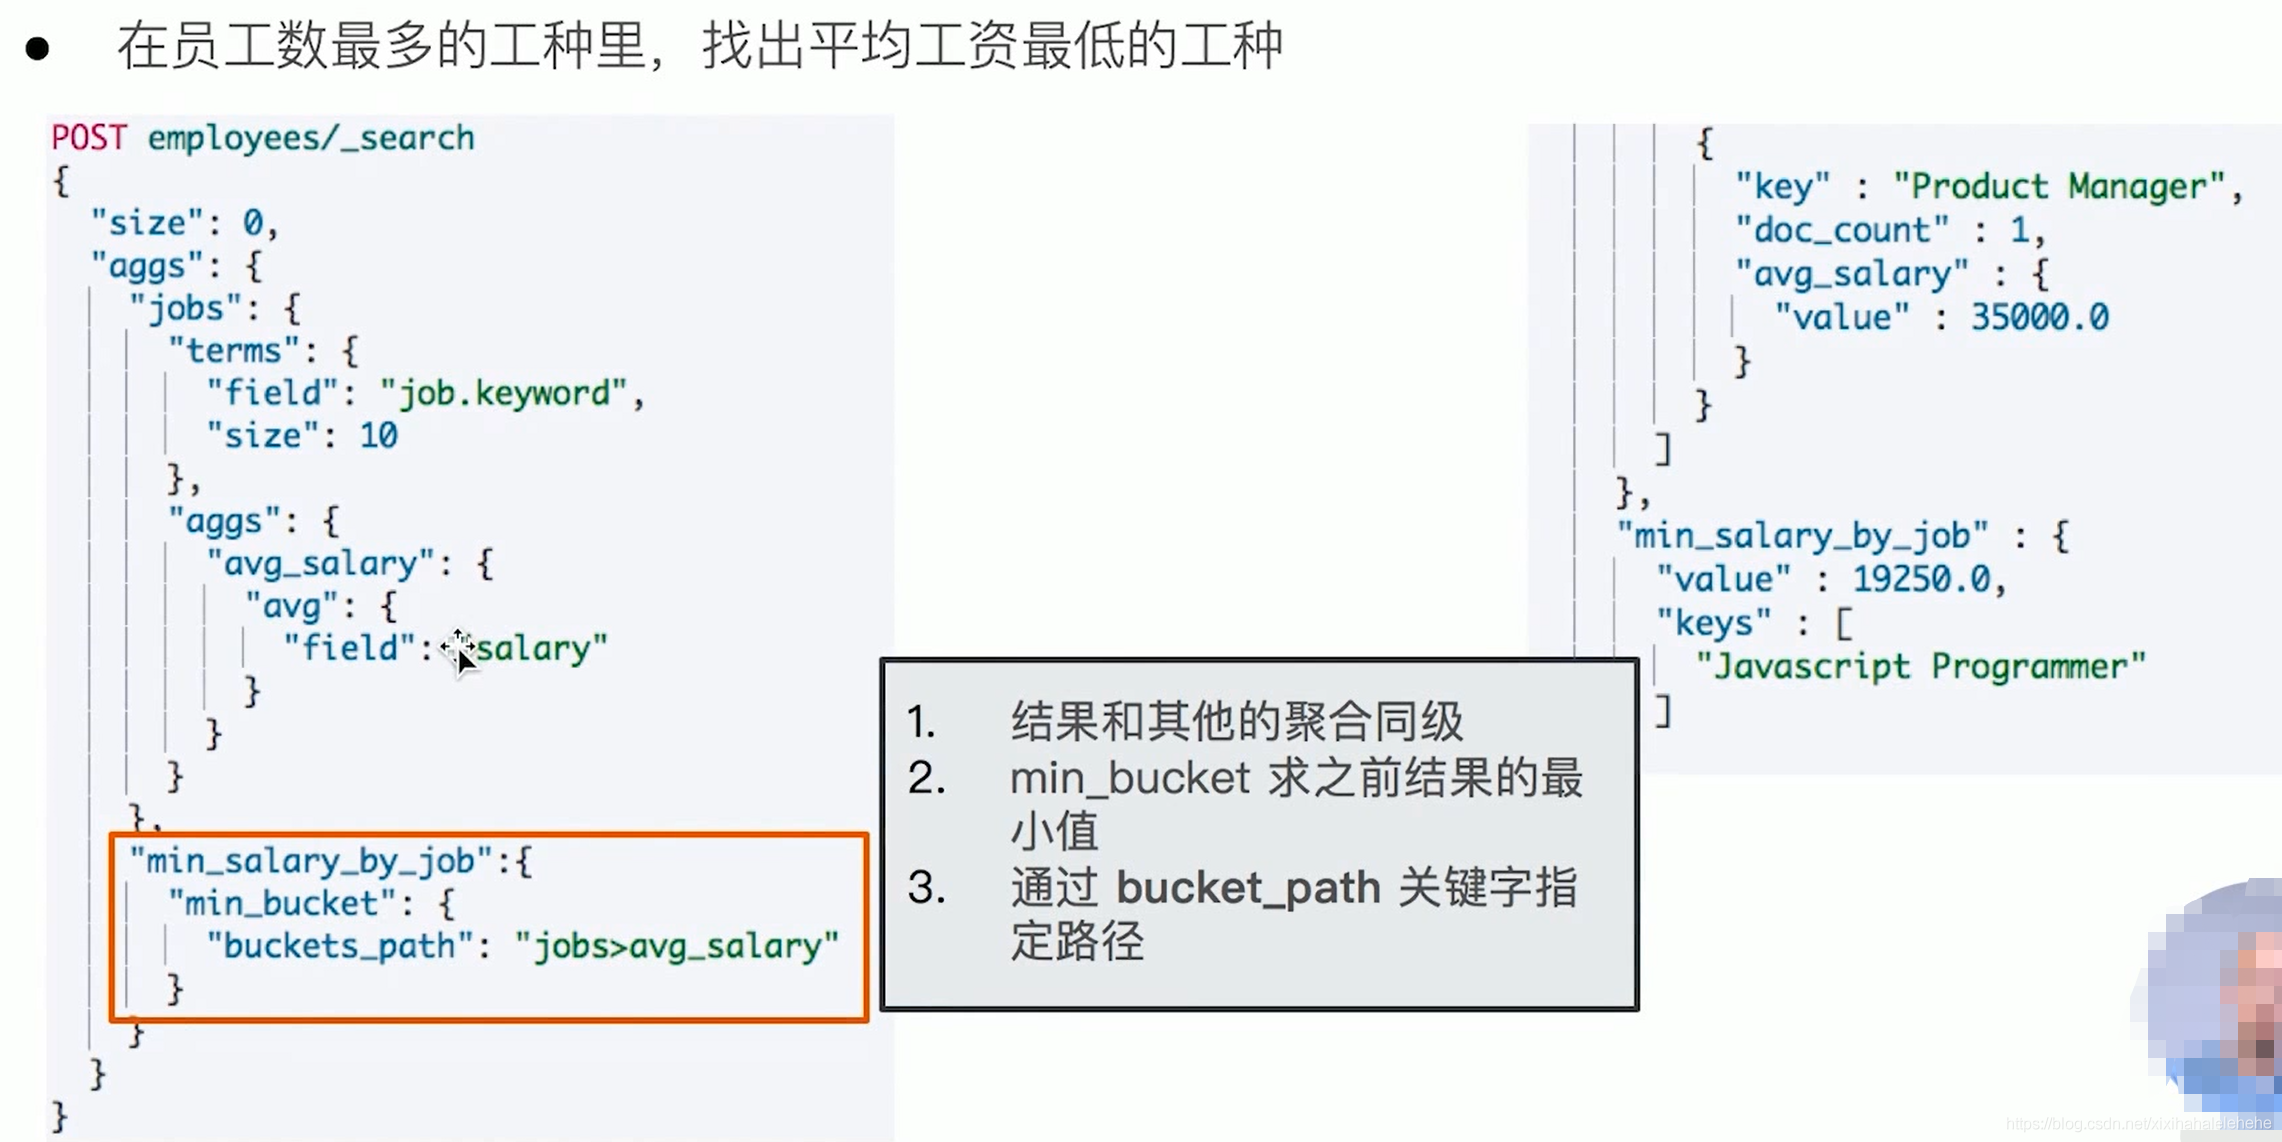 ● 在员工数最多的工种里，找出平均工资最低的工种
POST employees/_search
{
  "size": 0,
  "aggs": {
    "jobs": {
      "terms": {
        "field": "job.keyword",
        "size": 10
      },
      "aggs": {
        "avg_salary": {
          "avg": {
            "field": "salary"
          }
        }
      }
    },
    "min_salary_by_job":{
      "min_bucket": {
        "buckets_path": "jobs>avg_salary"
      }
    }
  }
}
1. 结果和其他的聚合同级
2. min_bucket 求之前结果的最
小值
3. 通过 bucket_path 关键字指
定路径
{
  "key" : "Product Manager",
  "doc_count" : 1,
  "avg_salary" : {
    "value" : 35000.0
  }
}
]
},
"min_salary_by_job" : {
  "value" : 19250.0,
  "keys" : [
    "Javascript Programmer"
  ]
https://blog.csdn.net/xixihahalelehehe